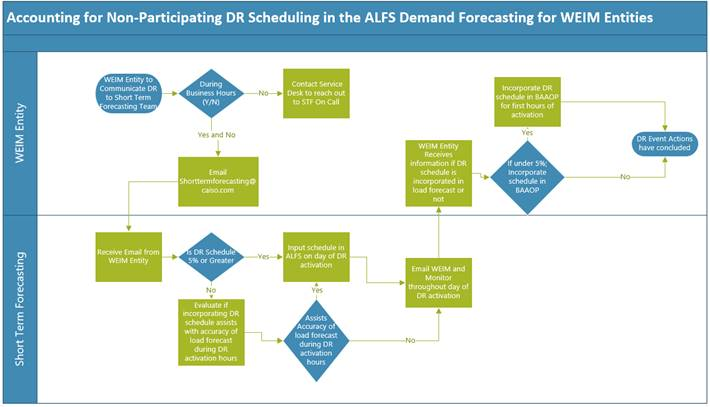 Accounting for Non-Participating DR Scheduling in the ALFS Demand Forecasting for WEIM Entities
WEIM Entity
WEIM Entity to
Communicate DR
to Short Term
Forecasting Team
During
Business Hours
(Y/N)
No
Contact Service
Desk to reach out
to STF On Call
Yes and No
Email
Shorttermforecasting@
caiso.com
WEIM Entity
Receives
information if DR
schedule is
incorporated in
load forecast or
not
Incorporate DR
schedule in BAAOP
for first hours of
activation
Yes
If under 5%;
Incorporate
schedule in
BAAOP
No
DR Event Actions
have concluded
Short Term Forecasting
Receive Email from
WEIM Entity
Is DR Schedule
5% or Greater
Yes
Input schedule in
ALFS on day of DR
activation
No
Evaluate if
incorporating DR
schedule assists
with accuracy of
load forecast
during DR
activation hours
Yes
Assists
Accuracy of
load forecast
during DR
activation
hours
No
Email WEIM and
Monitor
throughout day of
DR activation